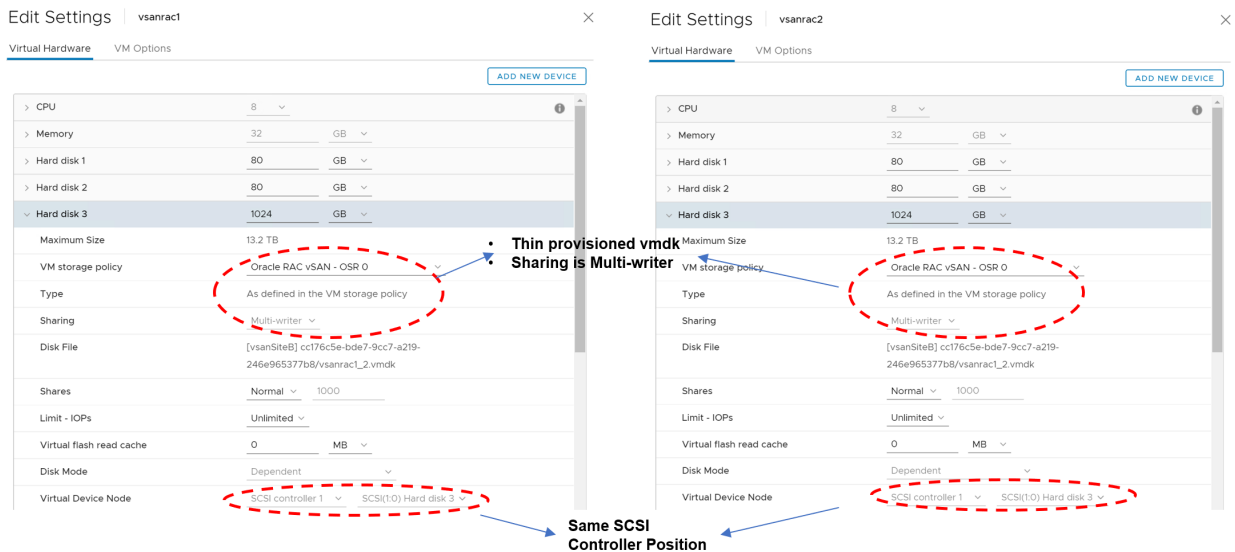 Edit Settings vsanrac1
Virtual Hardware VM Options
ADD NEW DEVICE
CPU 8
Memory 32 GB
Hard disk 1 80 GB
Hard disk 2 80 GB
Hard disk 3 1024 GB
Maximum Size 13.2 TB
VM storage policy Oracle RAC vSAN - OSR 0
Type As defined in the VM storage policy
Sharing Multi-writer
Disk File [vsanSiteB] cc176c5e-bde7-9cc7-a219-
246e965377b8/vsanrac1_2.vmdk
Shares Normal 1000
Limit - IOPs Unlimited
Virtual flash read cache 0 MB
Disk Mode Dependent
Virtual Device Node SCSI controller 1 SCSI(1:0) Hard disk 3
• Thin provisioned vmdk
• Sharing is Multi-writer
Same SCSI
Controller Position
Edit Settings vsanrac2
Virtual Hardware VM Options
ADD NEW DEVICE
CPU 8
Memory 32 GB
Hard disk 1 80 GB
Hard disk 2 80 GB
Hard disk 3 1024 GB
Maximum Size 13.2 TB
VM storage policy Oracle RAC vSAN - OSR 0
Type As defined in the VM storage policy
Sharing Multi-writer
Disk File [vsanSiteB] cc176c5e-bde7-9cc7-a219-
246e965377b8/vsanrac1_2.vmdk
Shares Normal 1000
Limit - IOPs Unlimited
Virtual flash read cache 0 MB
Disk Mode Dependent
Virtual Device Node SCSI controller 1 SCSI(1:0) Hard disk 3